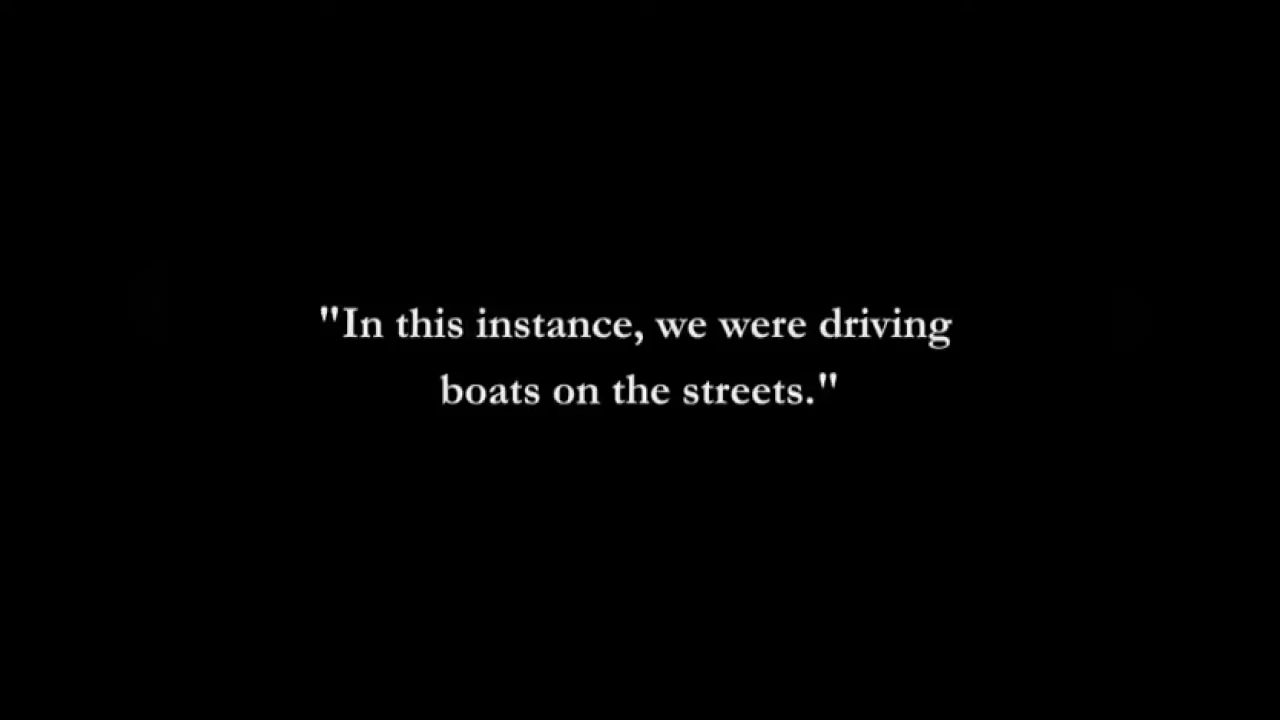 "In this instance, we were driving
boats on the streets."